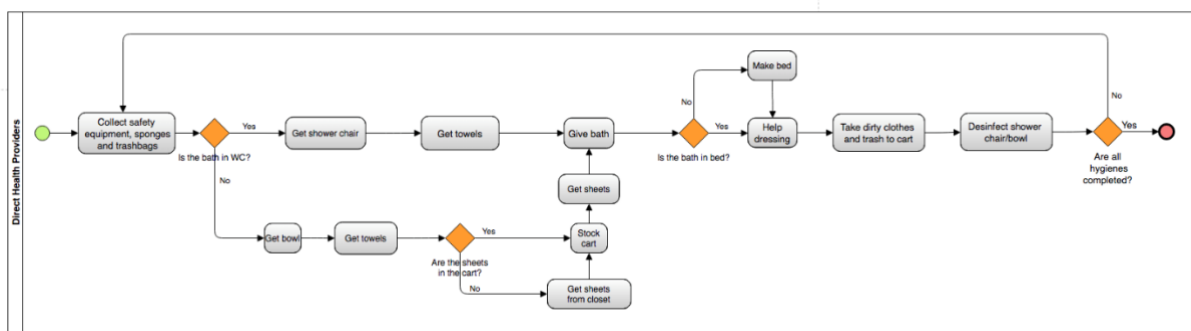 Direct Health Providers
Collect safety
equipment, sponges
and trashbags
Is the bath in WC?
Yes
Get shower chair
Get towels
Give bath
No
Get bowl
Get towels
Are the sheets
in the cart?
Yes
Stock
cart
Get sheets
No
Get sheets
from closet
Is the bath in bed?
No
Make bed
Yes
Help
dressing
Take dirty clothes
and trash to cart
Desinfect shower
chair/bowl
No
Yes
Are all
hygienes
completed?